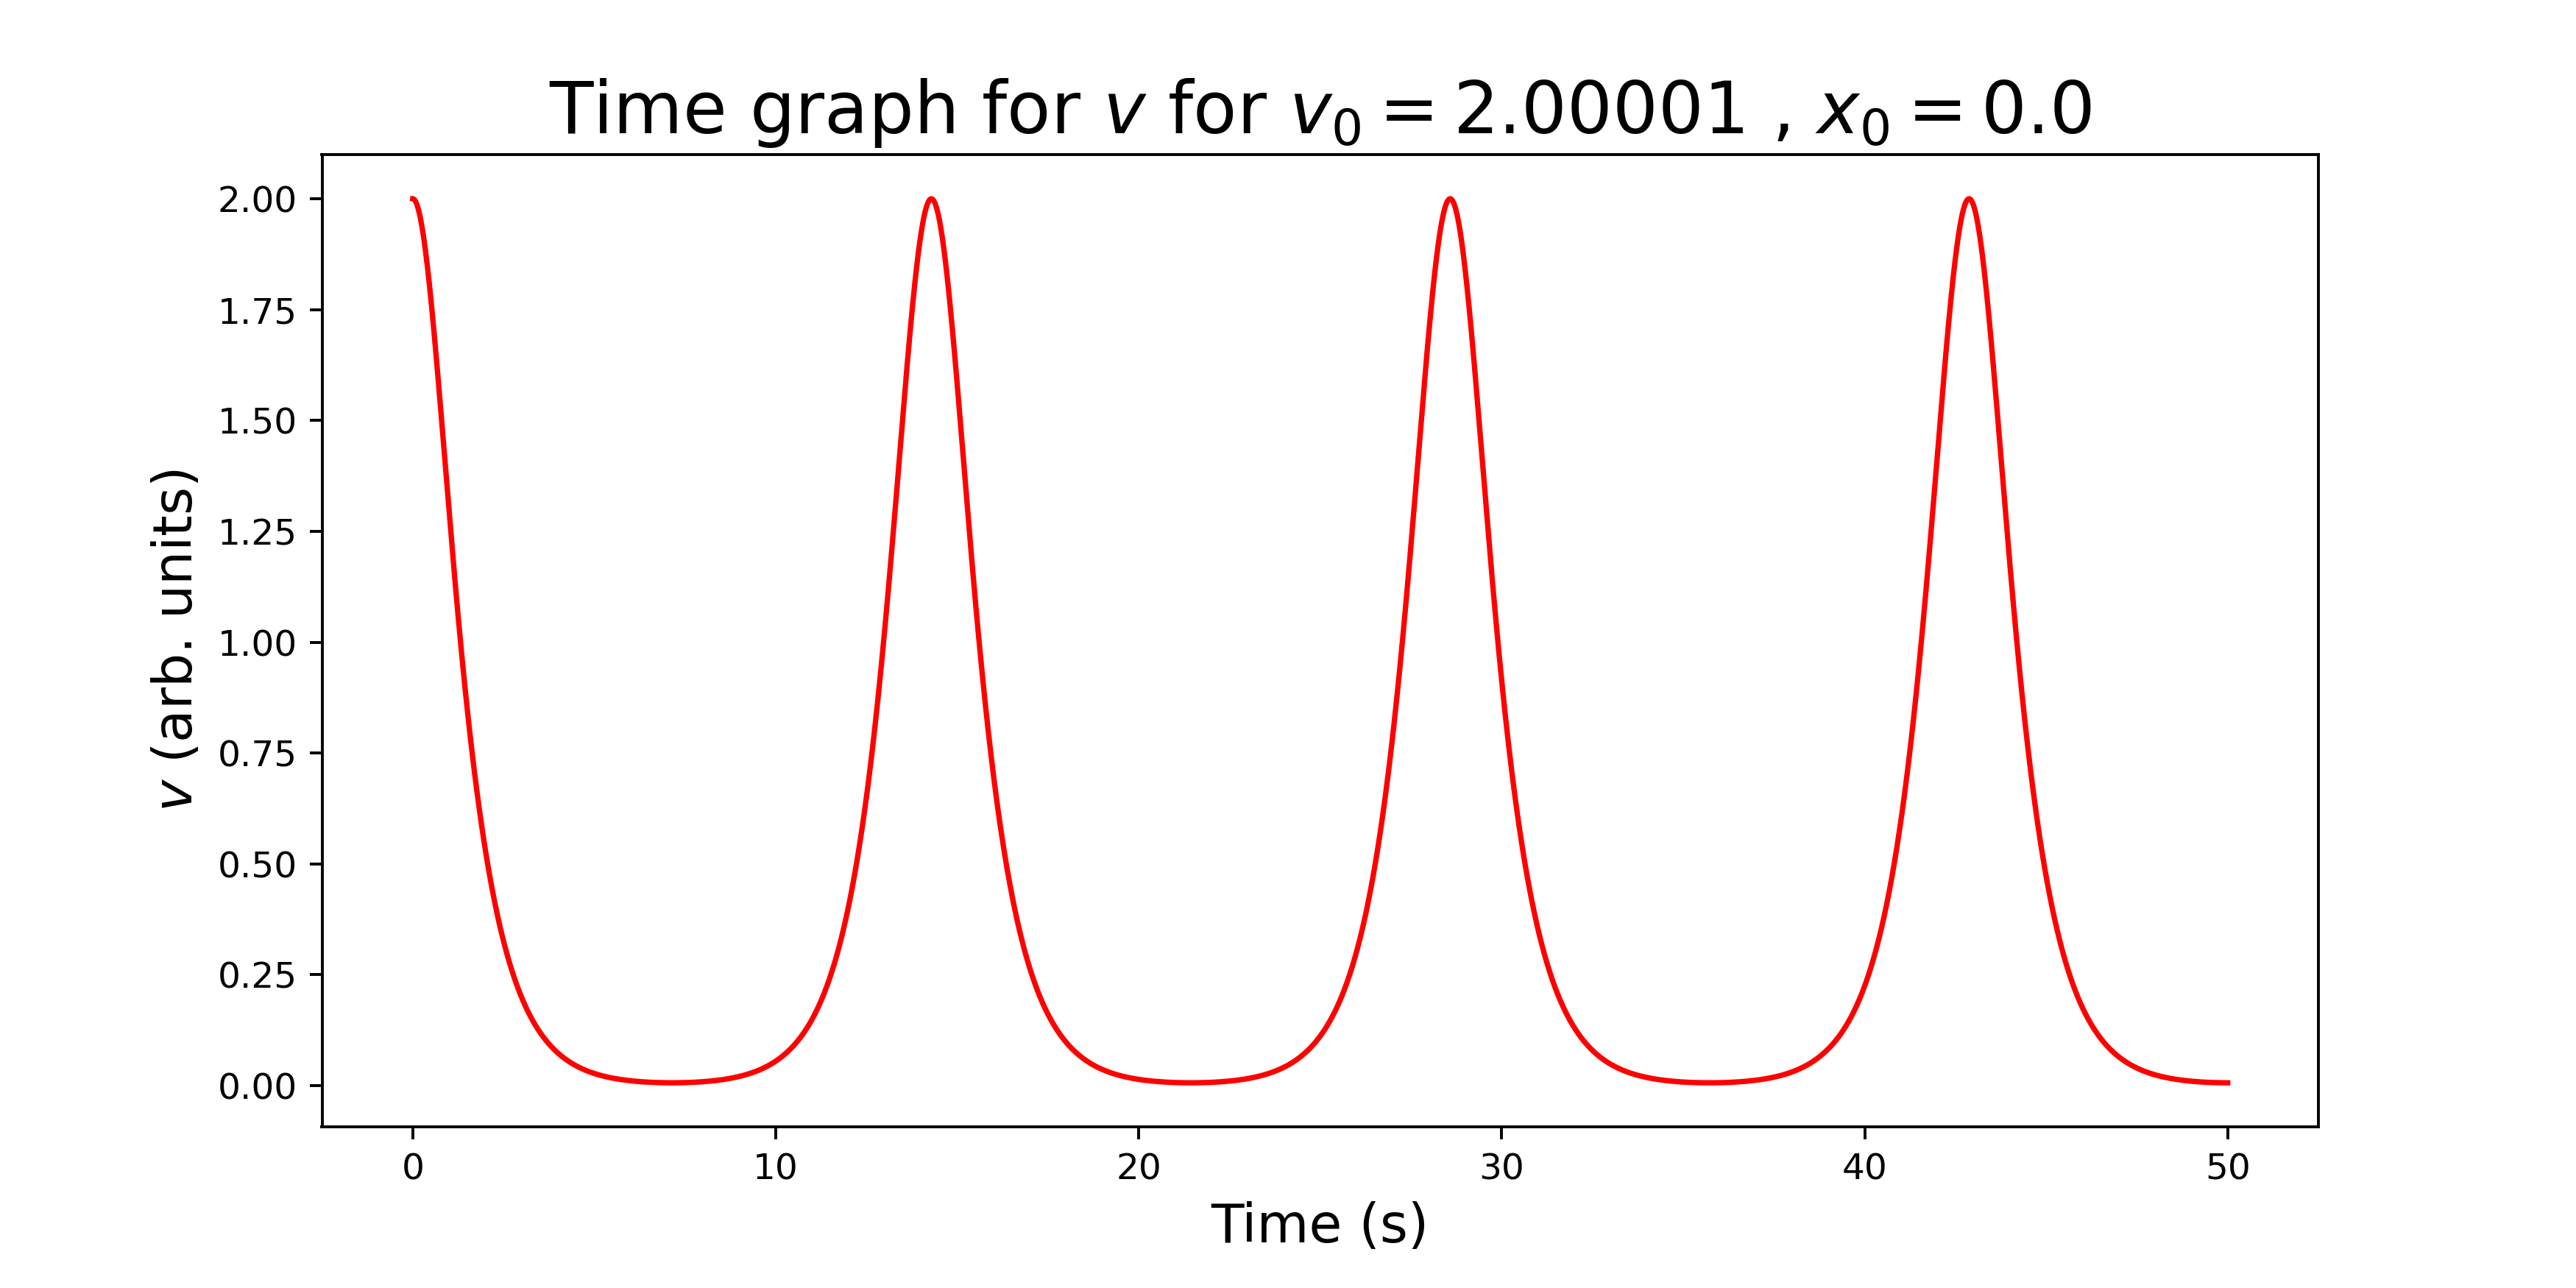 Time graph for v for v₀ = 2.00001 , x₀ = 0.0
2.00
1.75
1.50
1.25
1.00
0.75
0.50
0.25
0.00
v (arb. units)
0 10 20 30 40 50
Time (s)